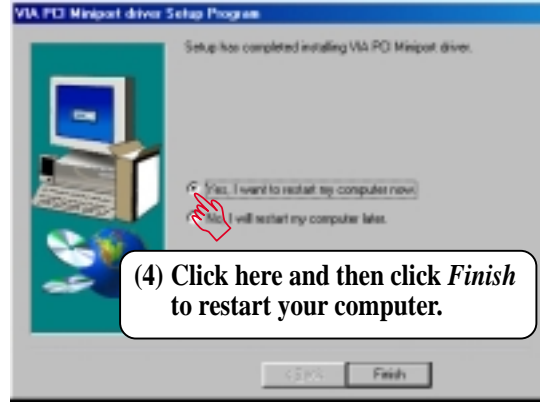 VIA PCI Miniport driver Setup Program
Setup has completed installing VIA PCI Miniport driver.
Yes, I want to restart my computer now.
No, I will restart my computer later.
(4) Click here and then click Finish
to restart your computer.
< Back
Finish